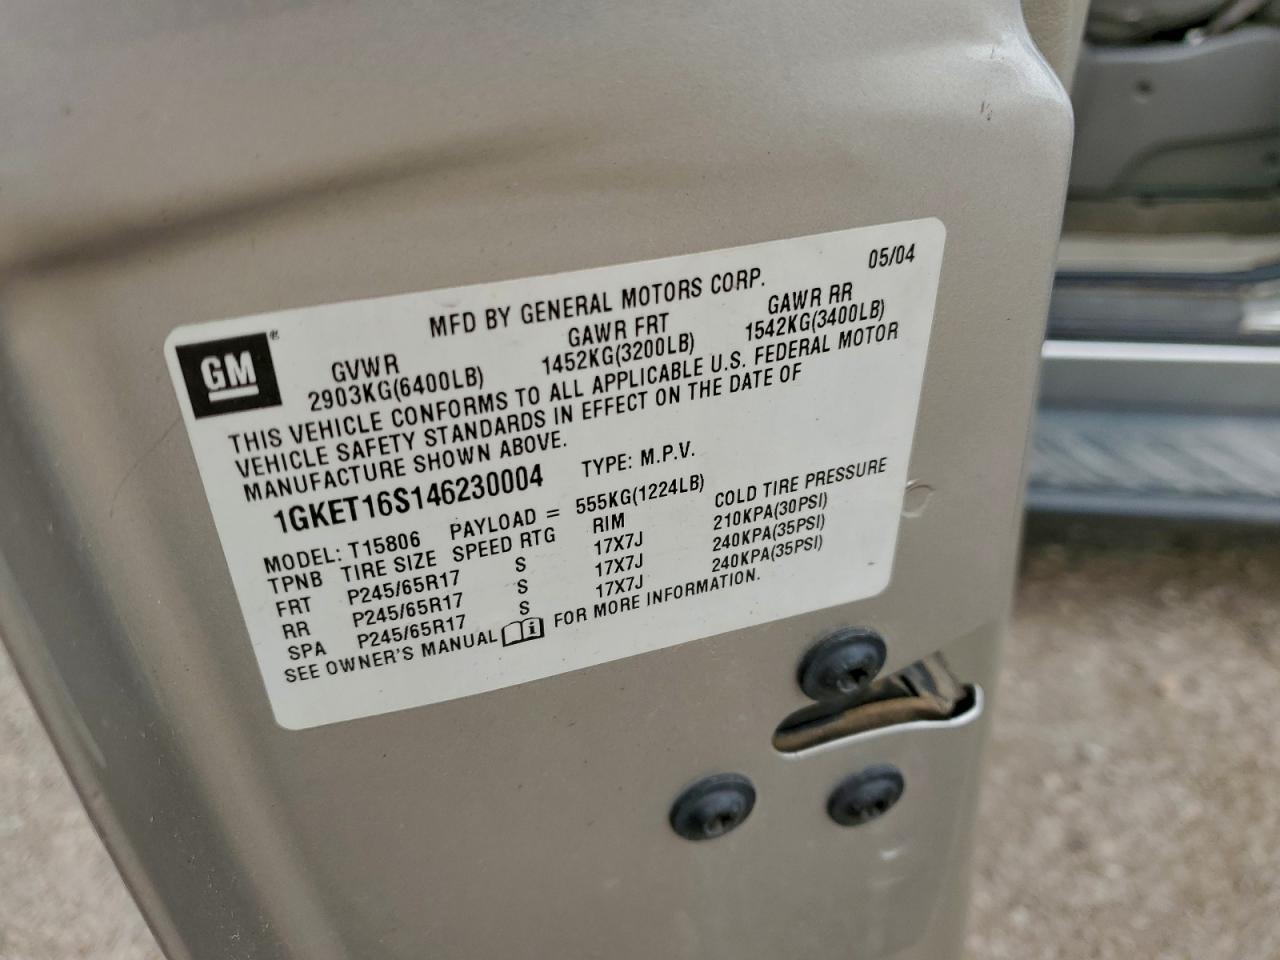 05/04
MFD BY GENERAL MOTORS CORP.
GM®
GVWR GAWR FRT GAWR RR
2903KG(6400LB) 1452KG(3200LB) 1542KG(3400LB)
THIS VEHICLE CONFORMS TO ALL APPLICABLE U.S. FEDERAL MOTOR
VEHICLE SAFETY STANDARDS IN EFFECT ON THE DATE OF
MANUFACTURE SHOWN ABOVE.
1GKET16S146230004 TYPE: M.P.V.
MODEL: T15806 PAYLOAD = 555KG(1224LB)
TPNB TIRE SIZE SPEED RTG RIM COLD TIRE PRESSURE
FRT P245/65R17 S 17X7J 210KPA(30PSI)
RR P245/65R17 S 17X7J 240KPA(35PSI)
SPA P245/65R17 S 17X7J 240KPA(35PSI)
SEE OWNER'S MANUAL i FOR MORE INFORMATION.